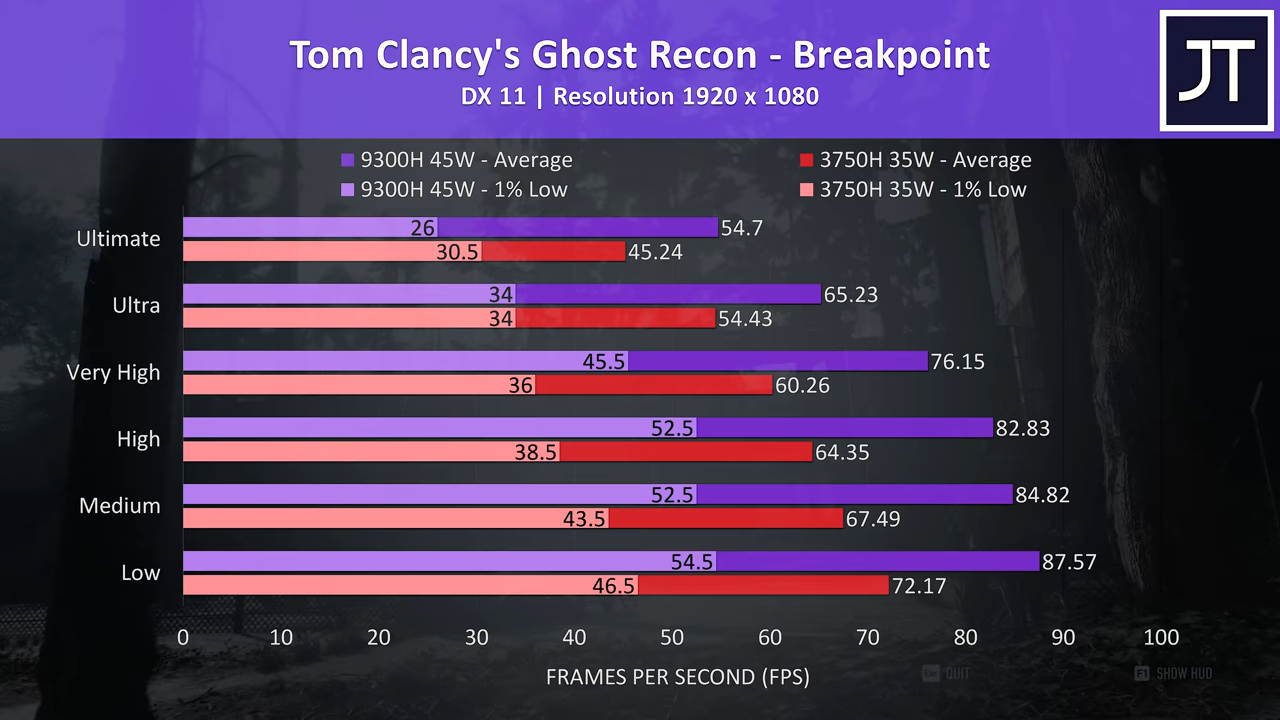 Tom Clancy's Ghost Recon - Breakpoint
JT
DX 11 | Resolution 1920 x 1080
9300H 45W - Average
3750H 35W - Average
9300H 45W - 1% Low
3750H 35W - 1% Low
Ultimate
26
54.7
30.5
45.24
Ultra
34
65.23
34
54.43
Very High
45.5
76.15
36
60.26
High
52.5
82.83
38.5
64.35
Medium
52.5
84.82
43.5
67.49
Low
54.5
87.57
46.5
72.17
0 10 20 30 40 50 60 70 80 90 100
FRAMES PER SECOND (FPS)
Esc QUIT
F1 SHOW HUD